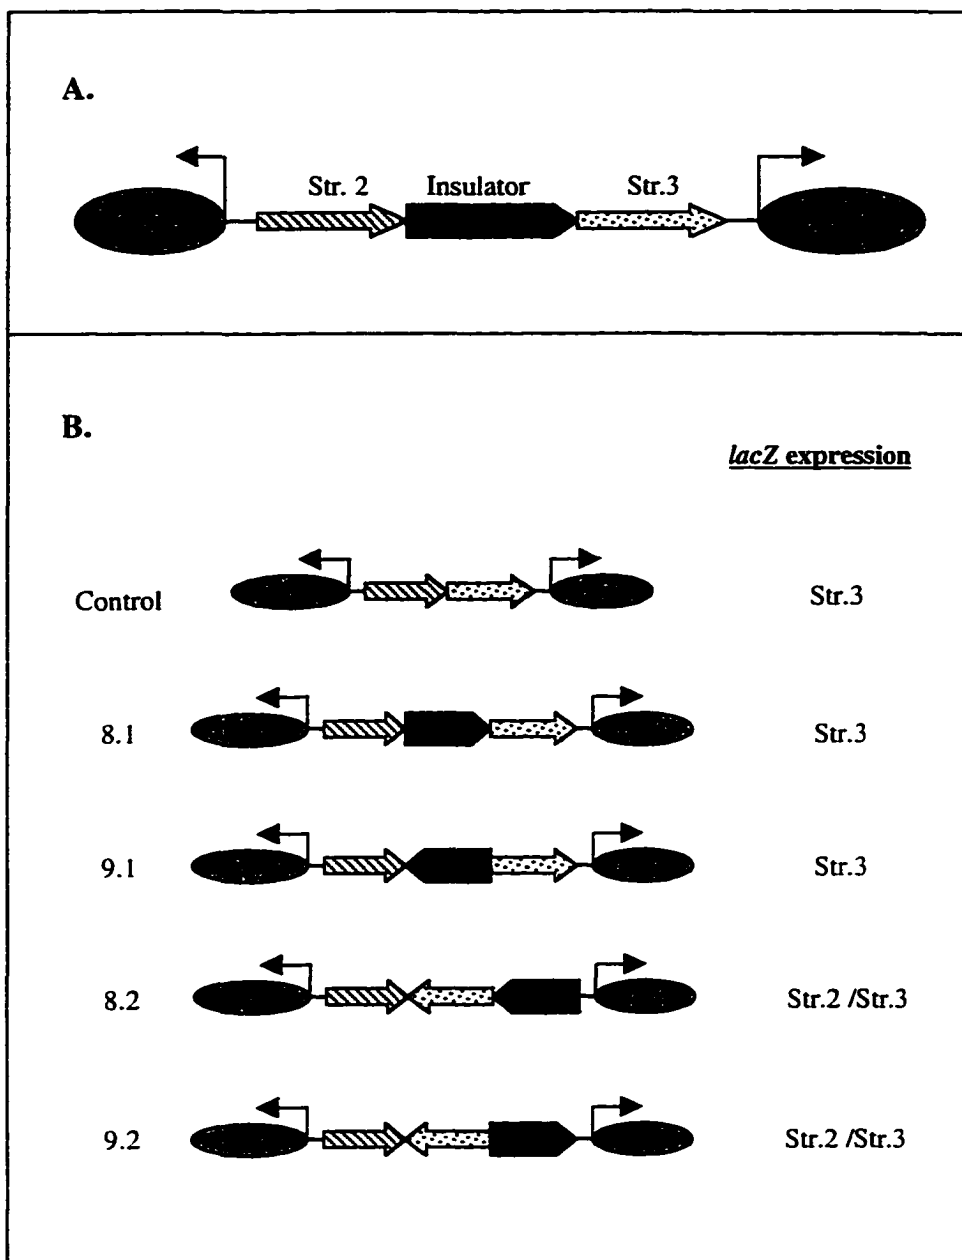 A.
Str. 2 Insulator Str.3
B.
lacZ expression
Control Str.3
8.1 Str.3
9.1 Str.3
8.2 Str.2 /Str.3
9.2 Str.2 /Str.3